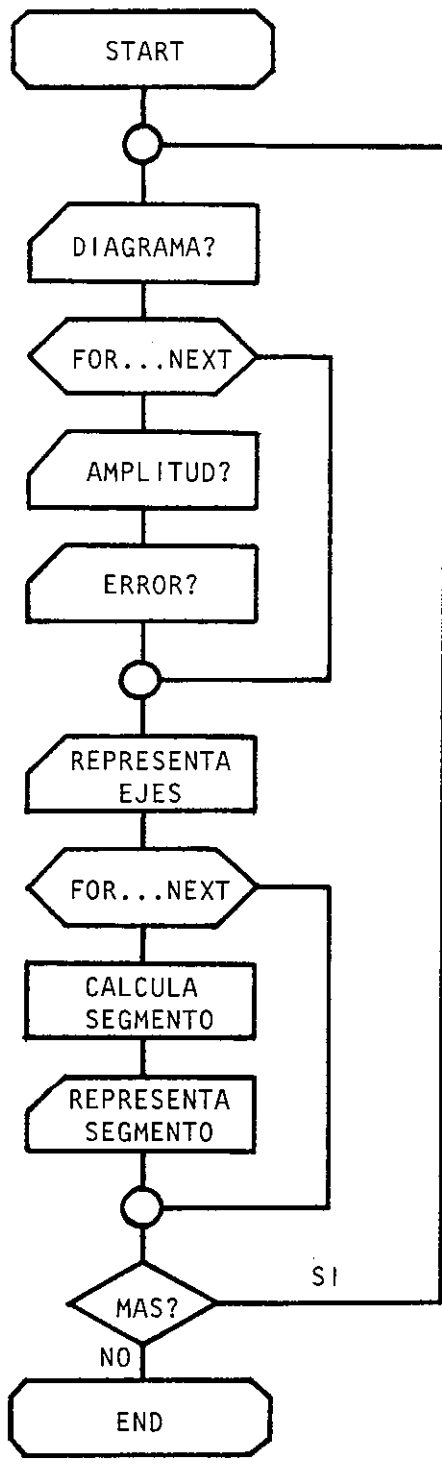 START
DIAGRAMA?
FOR...NEXT
AMPLITUD?
ERROR?
REPRESENTA
EJES
FOR...NEXT
CALCULA
SEGMENTO
REPRESENTA
SEGMENTO
SI
MAS?
NO
END